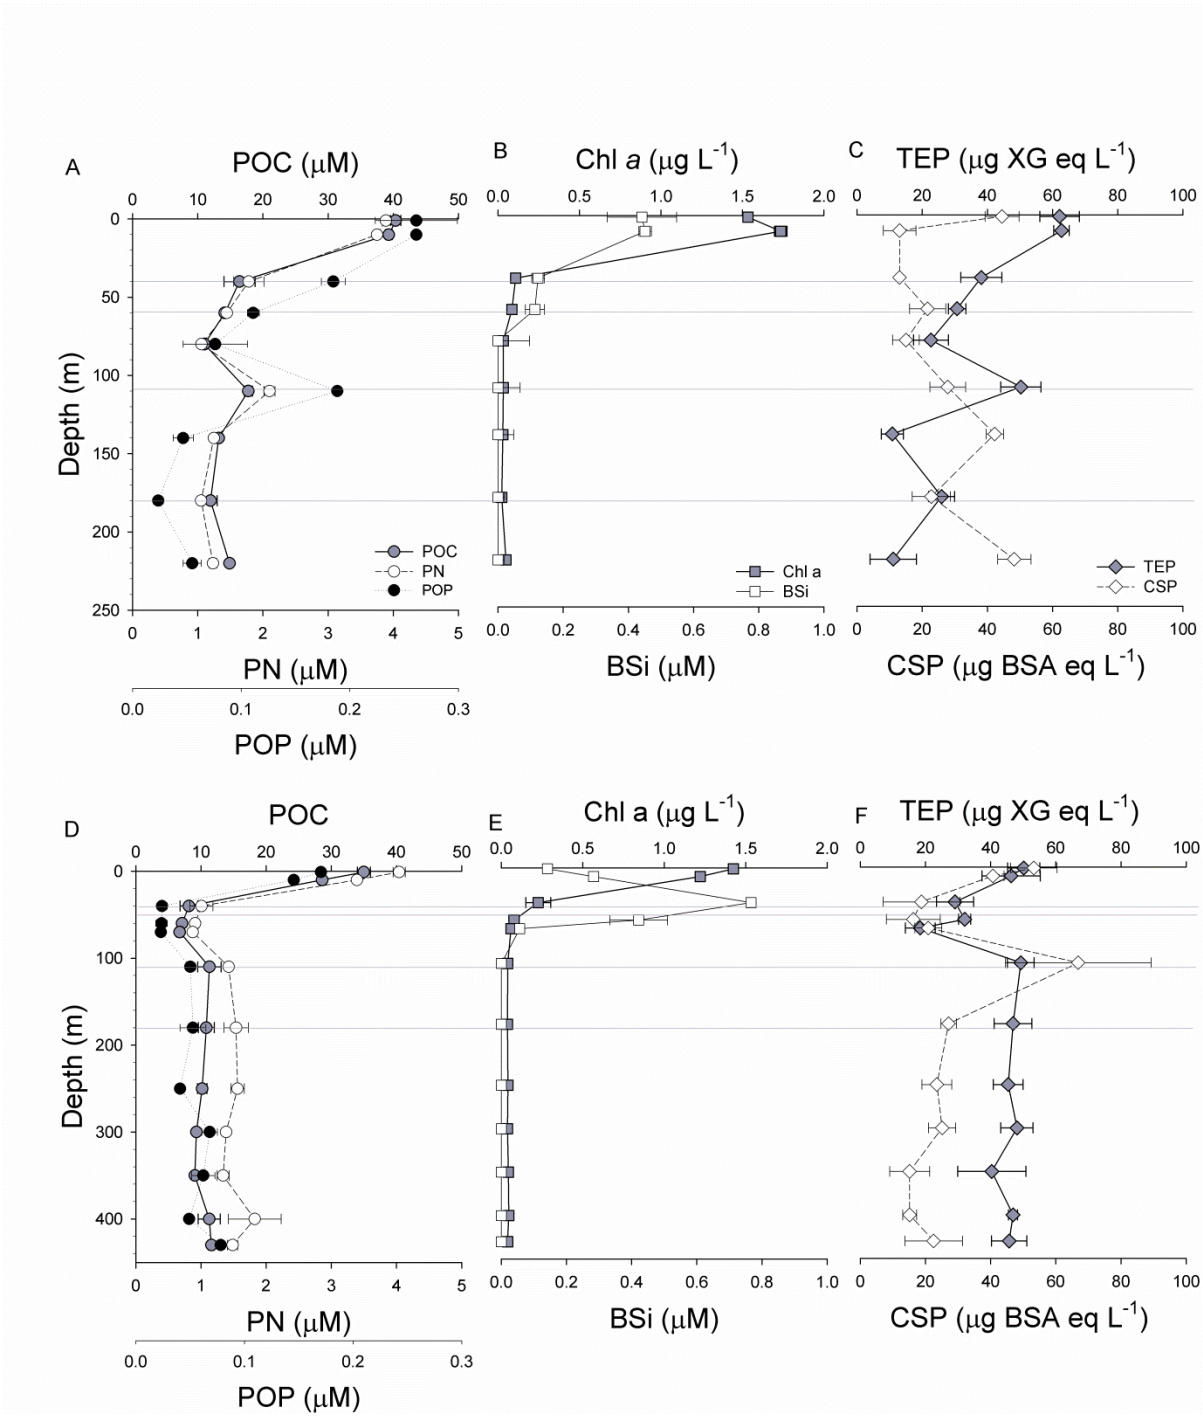 A
POC (μM)
B
Chl a (μg L-1)
C
TEP (μg XG eq L-1)
0 10 20 30 40 50
0.0 0.5 1.0 1.5 2.0
0 20 40 60 80 100
0
50
100
150
200
250
Depth (m)
POC
PN
POP
Chl a
BSi
TEP
CSP
0 1 2 3 4 5
0.0 0.2 0.4 0.6 0.8 1.0
0 20 40 60 80 100
PN (μM)
BSi (μM)
CSP (μg BSA eq L-1)
0.0 0.1 0.2 0.3
POP (μM)
D
POC
E
Chl a (μg L-1)
F
TEP (μg XG eq L-1)
0 10 20 30 40 50
0.0 0.5 1.0 1.5 2.0
0 20 40 60 80 100
0
100
200
300
400
Depth (m)
0 1 2 3 4 5
0.0 0.2 0.4 0.6 0.8 1.0
0 20 40 60 80 100
PN (μM)
BSi (μM)
CSP (μg BSA eq L-1)
0.0 0.1 0.2 0.3
POP (μM)